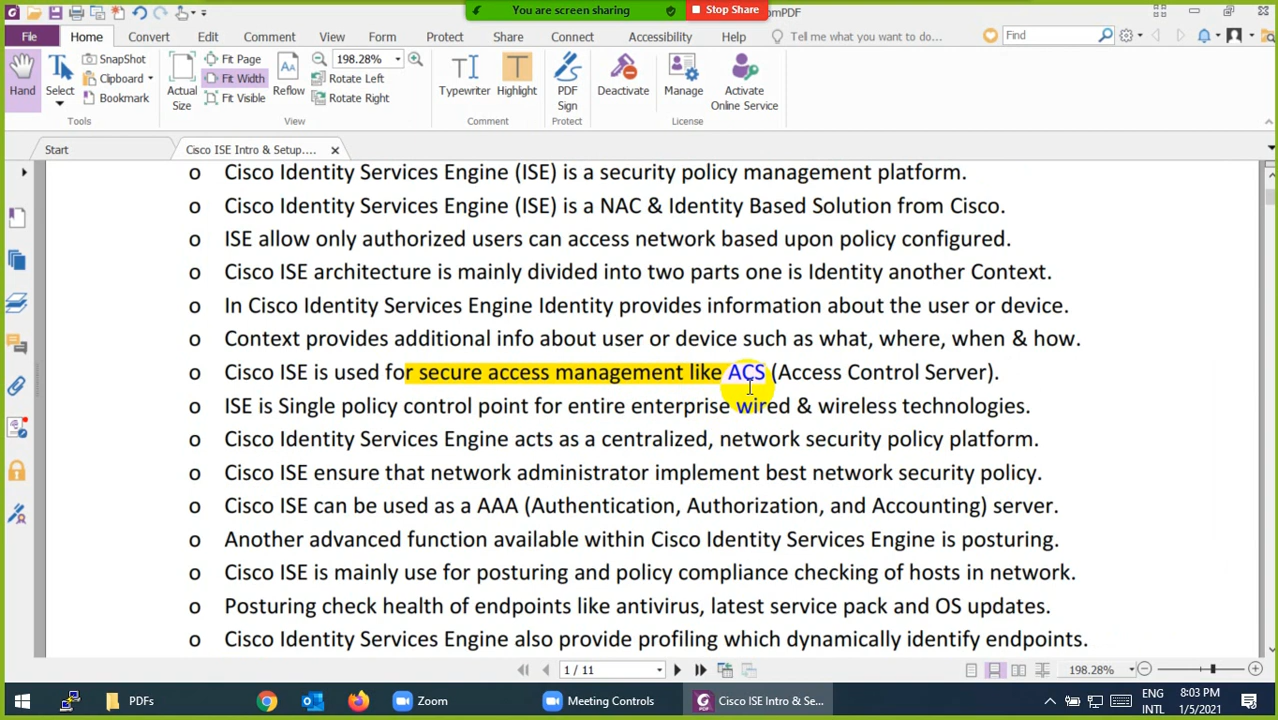 You are screen sharing
Stop Share
omPDF
File
Home
Convert
Edit
Comment
View
Form
Protect
Share
Connect
Accessibility
Help
Tell me what you want to do...
Find
Hand
Select
SnapShot
Clipboard
Bookmark
Tools
Actual Size
Fit Page
Fit Width
Fit Visible
Reflow
198.28%
Rotate Left
Rotate Right
View
Typewriter
Highlight
Comment
PDF Sign
Protect
Deactivate
Manage
Activate Online Service
License
Start
Cisco ISE Intro & Setup....
o Cisco Identity Services Engine (ISE) is a security policy management platform.
o Cisco Identity Services Engine (ISE) is a NAC & Identity Based Solution from Cisco.
o ISE allow only authorized users can access network based upon policy configured.
o Cisco ISE architecture is mainly divided into two parts one is Identity another Context.
o In Cisco Identity Services Engine Identity provides information about the user or device.
o Context provides additional info about user or device such as what, where, when & how.
o Cisco ISE is used for secure access management like ACS (Access Control Server).
o ISE is Single policy control point for entire enterprise wired & wireless technologies.
o Cisco Identity Services Engine acts as a centralized, network security policy platform.
o Cisco ISE ensure that network administrator implement best network security policy.
o Cisco ISE can be used as a AAA (Authentication, Authorization, and Accounting) server.
o Another advanced function available within Cisco Identity Services Engine is posturing.
o Cisco ISE is mainly use for posturing and policy compliance checking of hosts in network.
o Posturing check health of endpoints like antivirus, latest service pack and OS updates.
o Cisco Identity Services Engine also provide profiling which dynamically identify endpoints.
1 / 11
198.28%
PDFs
Zoom
Meeting Controls
Cisco ISE Intro & Se...
ENG
INTL
8:03 PM
1/5/2021